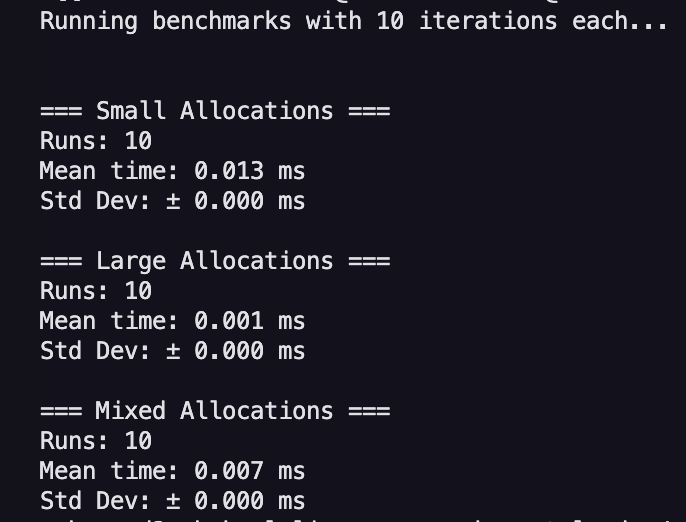 Running benchmarks with 10 iterations each...
=== Small Allocations ===
Runs: 10
Mean time: 0.013 ms
Std Dev: ± 0.000 ms
=== Large Allocations ===
Runs: 10
Mean time: 0.001 ms
Std Dev: ± 0.000 ms
=== Mixed Allocations ===
Runs: 10
Mean time: 0.007 ms
Std Dev: ± 0.000 ms